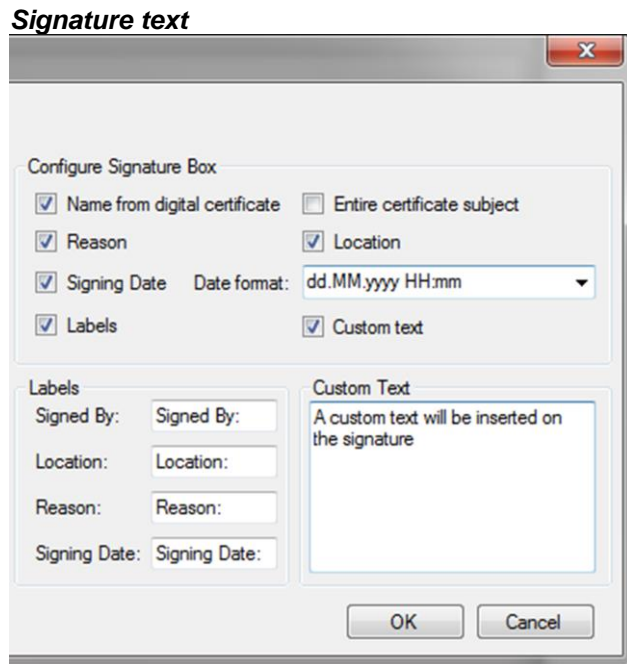 Signature text
Configure Signature Box
Name from digital certificate Entire certificate subject
Reason Location
Signing Date Date format: dd.MM.yyyy HH:mm
Labels Custom text
Labels
Signed By: Signed By:
Location: Location:
Reason: Reason:
Signing Date: Signing Date:
Custom Text
A custom text will be inserted on
the signature
OK Cancel